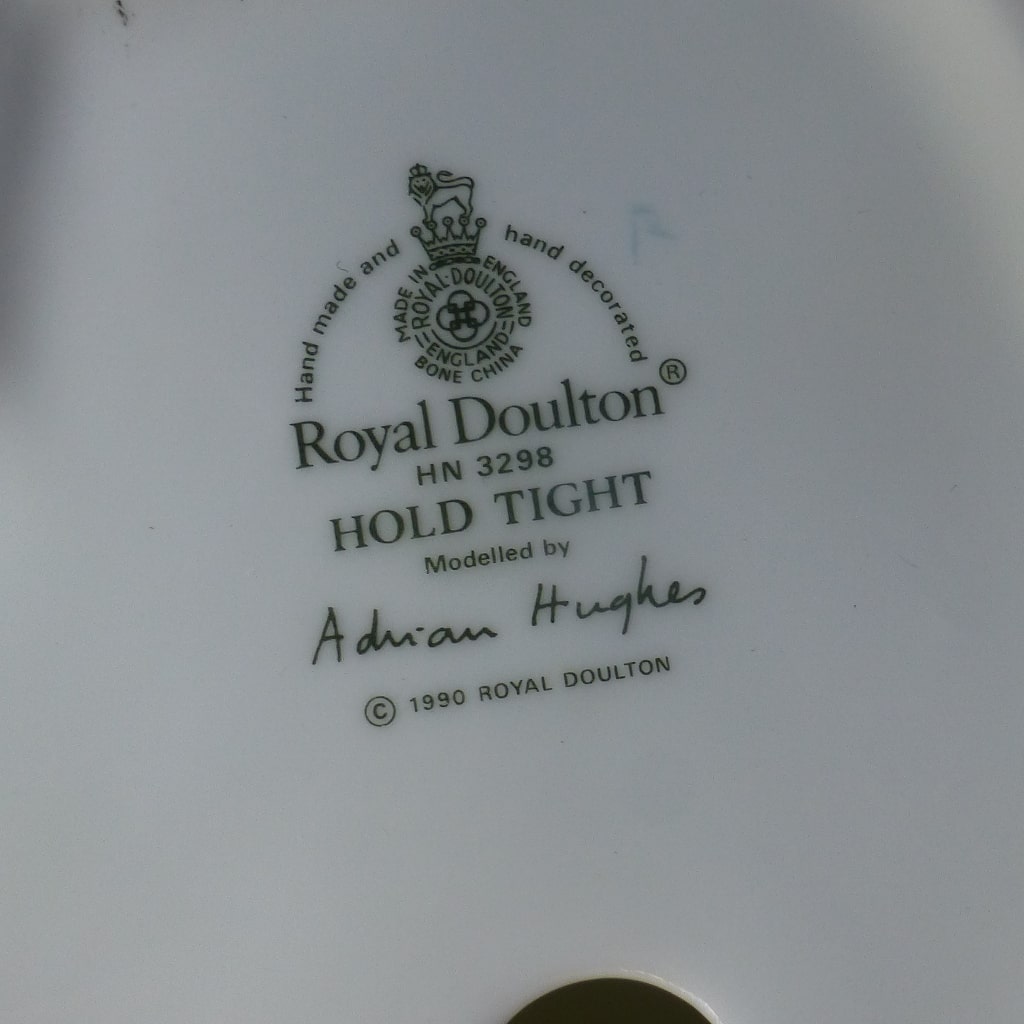 Hand made and hand decorated
MADE IN ENGLAND
BONE CHINA
ROYAL·DOULTON
ENGLAND
Royal Doulton®
HN 3298
HOLD TIGHT
Modelled by
Adrian Hughes
© 1990 ROYAL DOULTON